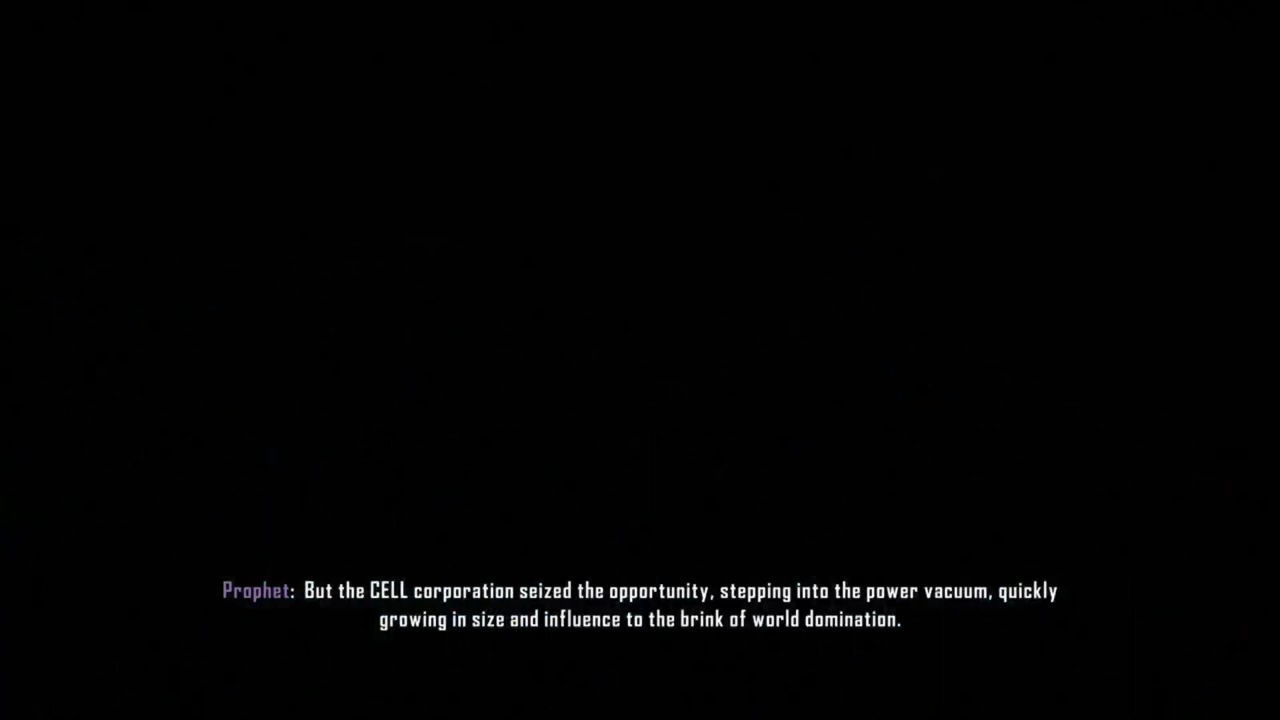 Prophet: But the CELL corporation seized the opportunity, stepping into the power vacuum, quickly
growing in size and influence to the brink of world domination.